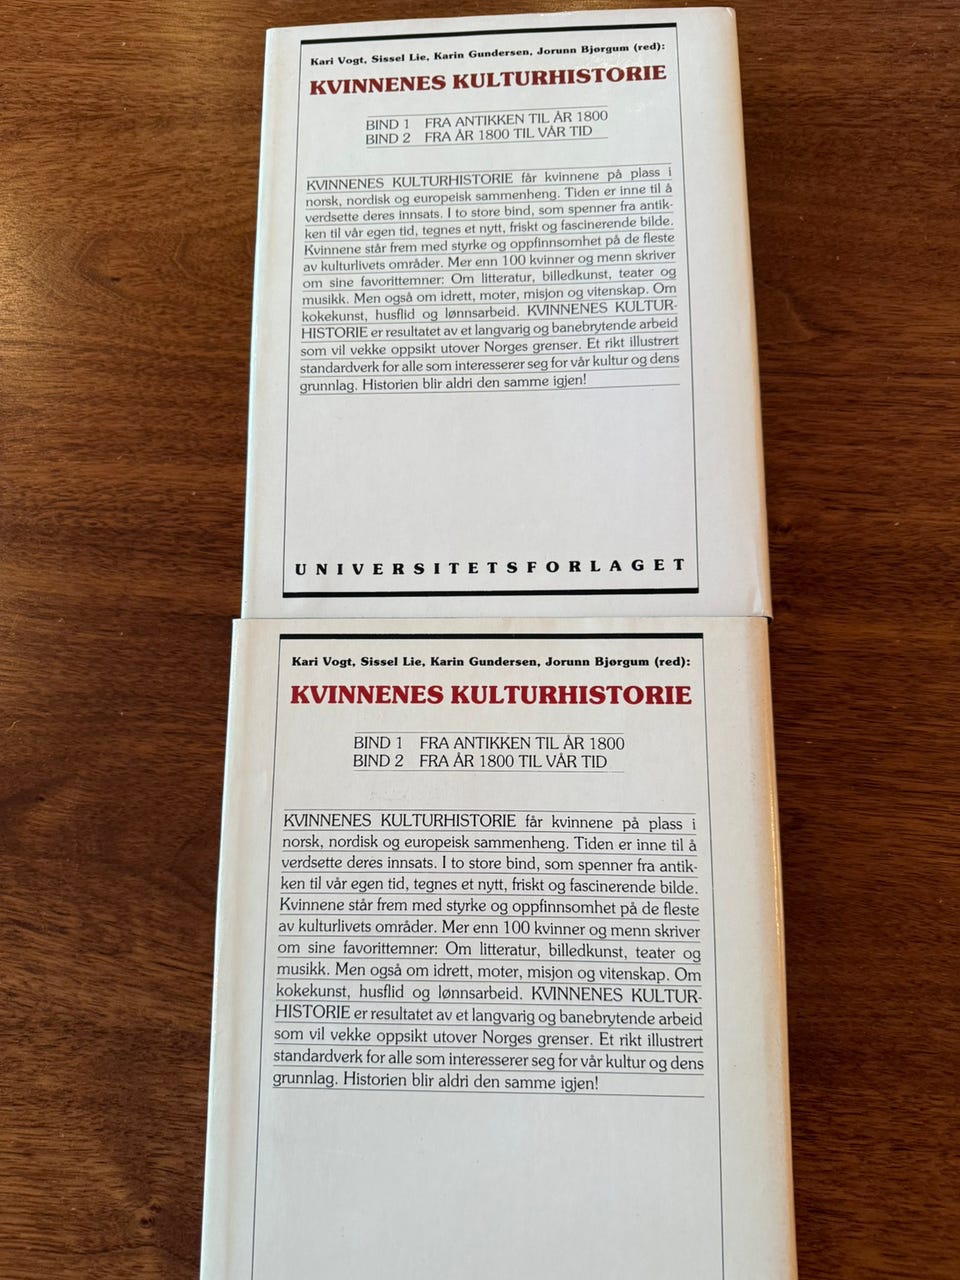 Kari Vogt, Sissel Lie, Karin Gundersen, Jorunn Bjørgum (red):
KVINNENES KULTURHISTORIE
BIND 1 FRA ANTIKKEN TIL ÅR 1800
BIND 2 FRA ÅR 1800 TIL VÅR TID
KVINNENES KULTURHISTORIE får kvinnene på plass i
norsk, nordisk og europeisk sammenheng. Tiden er inne til å
verdsette deres innsats. I to store bind, som spenner fra antik-
ken til vår egen tid, tegnes et nytt, friskt og fascinerende bilde.
Kvinnene står frem med styrke og oppfinnsomhet på de fleste
av kulturlivets områder. Mer enn 100 kvinner og menn skriver
om sine favorittemner: Om litteratur, billedkunst, teater og
musikk. Men også om idrett, moter, misjon og vitenskap. Om
kokekunst, husflid og lønnsarbeid. KVINNENES KULTUR-
HISTORIE er resultatet av et langvarig og banebrytende arbeid
som vil vekke oppsikt utover Norges grenser. Et rikt illustrert
standardverk for alle som interesserer seg for vår kultur og dens
grunnlag. Historien blir aldri den samme igjen!
UNIVERSITETSFORLAGET
Kari Vogt, Sissel Lie, Karin Gundersen, Jorunn Bjørgum (red):
KVINNENES KULTURHISTORIE
BIND 1 FRA ANTIKKEN TIL ÅR 1800
BIND 2 FRA ÅR 1800 TIL VÅR TID
KVINNENES KULTURHISTORIE får kvinnene på plass i
norsk, nordisk og europeisk sammenheng. Tiden er inne til å
verdsette deres innsats. I to store bind, som spenner fra antik-
ken til vår egen tid, tegnes et nytt, friskt og fascinerende bilde.
Kvinnene står frem med styrke og oppfinnsomhet på de fleste
av kulturlivets områder. Mer enn 100 kvinner og menn skriver
om sine favorittemner: Om litteratur, billedkunst, teater og
musikk. Men også om idrett, moter, misjon og vitenskap. Om
kokekunst, husflid og lønnsarbeid. KVINNENES KULTUR-
HISTORIE er resultatet av et langvarig og banebrytende arbeid
som vil vekke oppsikt utover Norges grenser. Et rikt illustrert
standardverk for alle som interesserer seg for vår kultur og dens
grunnlag. Historien blir aldri den samme igjen!